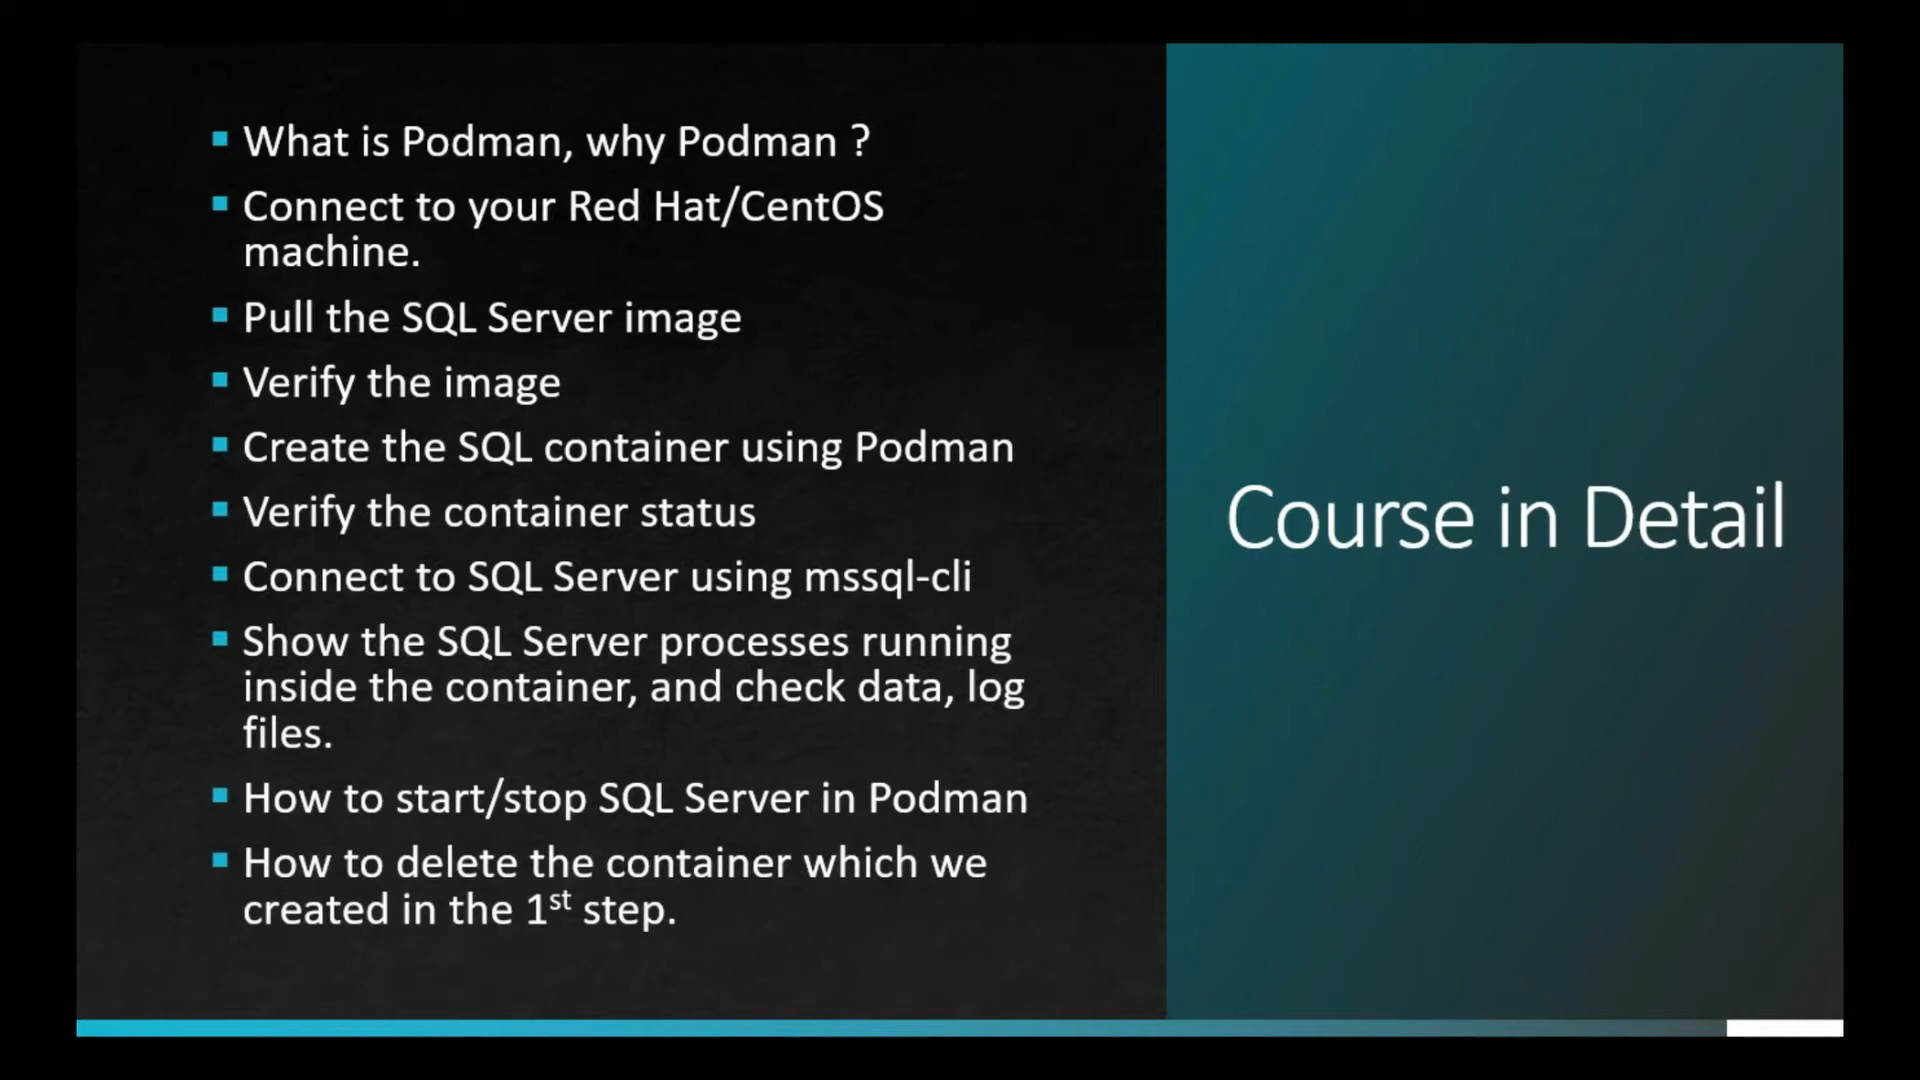 What is Podman, why Podman ?
Connect to your Red Hat/CentOS
machine.
Pull the SQL Server image
Verify the image
Create the SQL container using Podman
Verify the container status
Connect to SQL Server using mssql-cli
Show the SQL Server processes running
inside the container, and check data, log
files.
How to start/stop SQL Server in Podman
How to delete the container which we
created in the 1st step.
Course in Detail